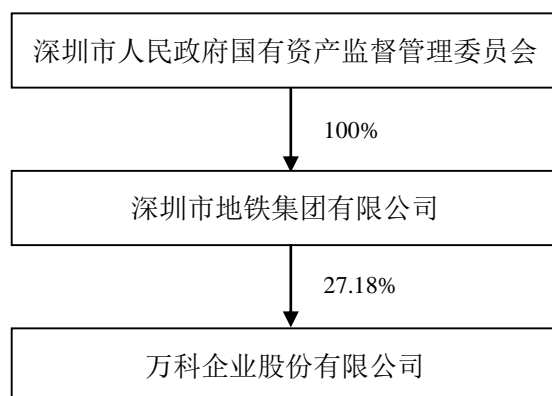 深圳市人民政府国有资产监督管理委员会
100%
深圳市地铁集团有限公司
27.18%
万科企业股份有限公司